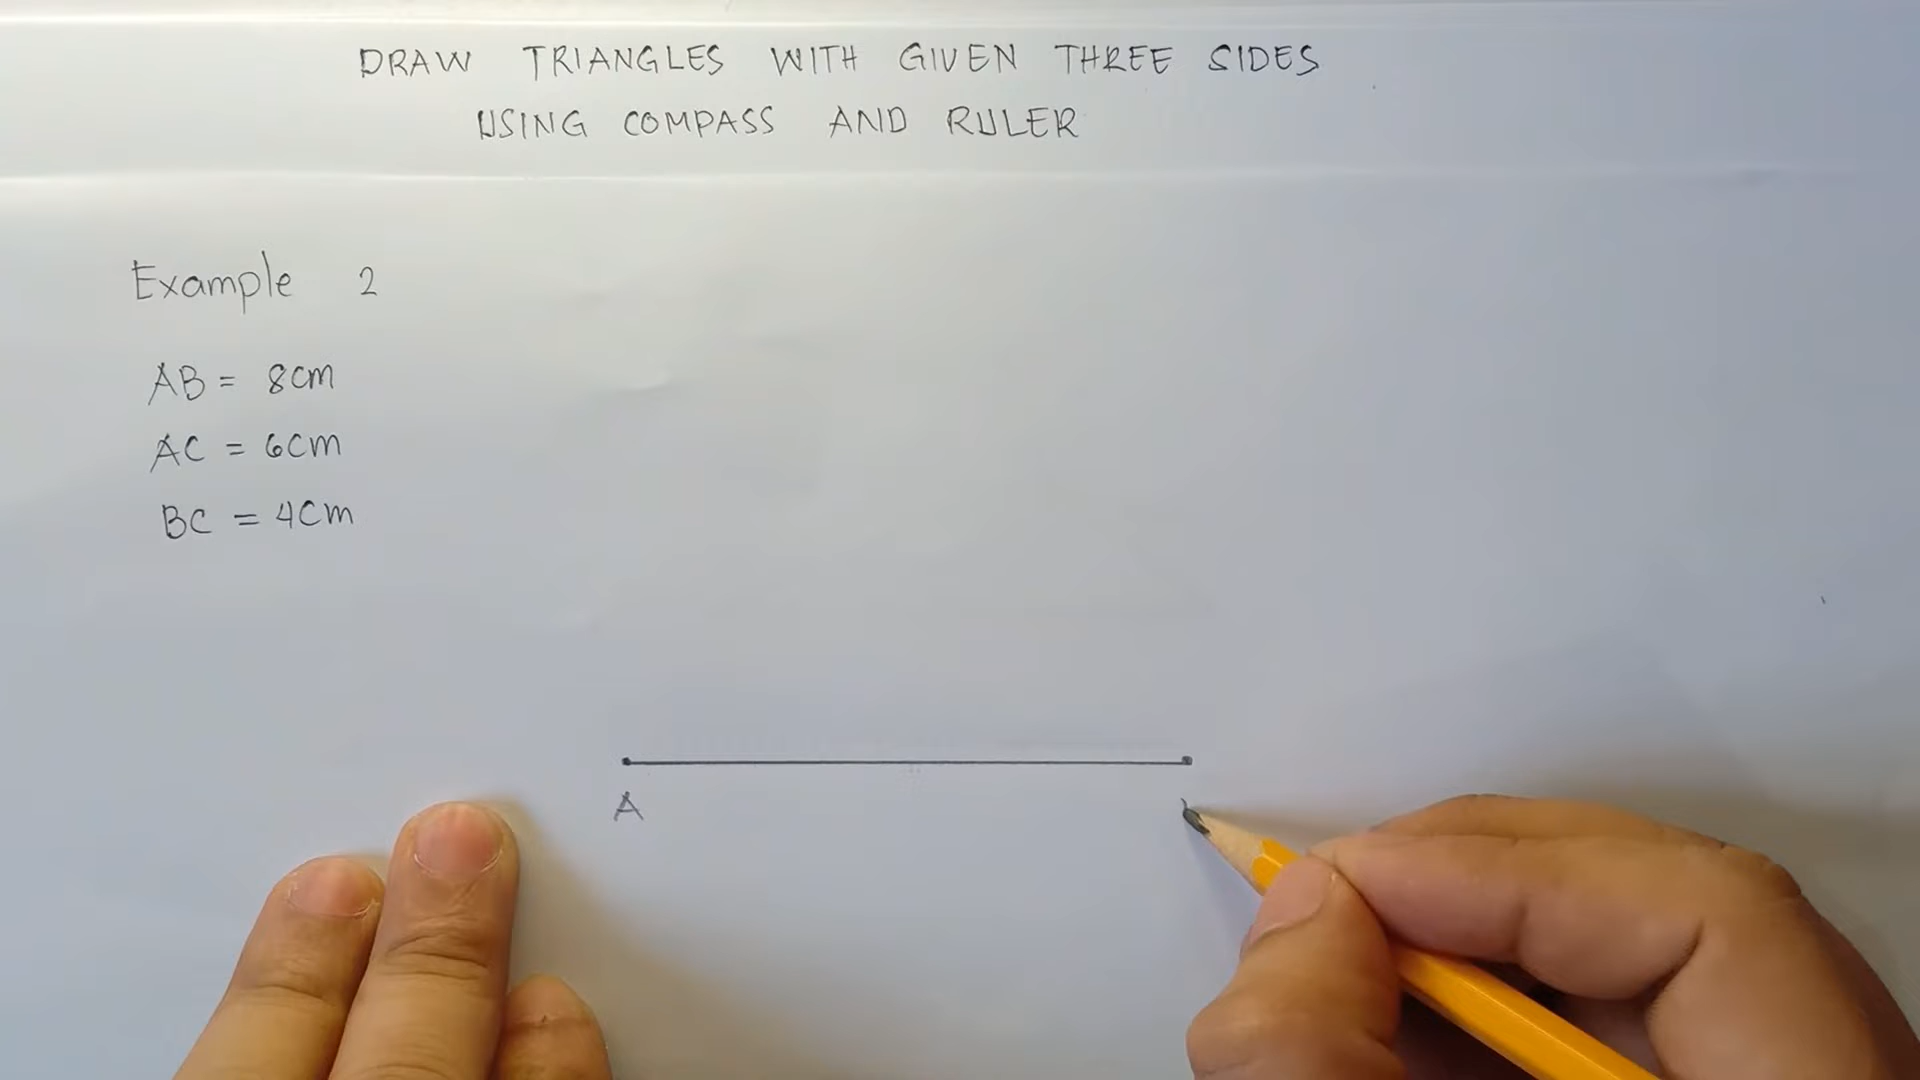 DRAW TRIANGLES WITH GIVEN THREE SIDES
USING COMPASS AND RULER
Example 2
AB = 8cm
AC = 6cm
BC = 4cm
A